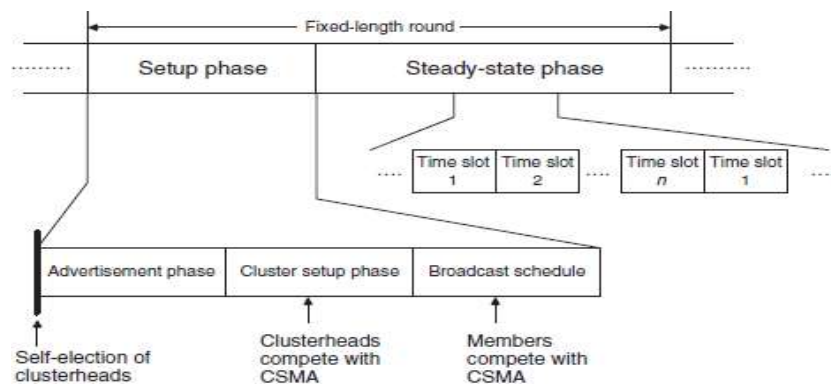 Fixed-length round
......... Setup phase Steady-state phase .........
.... Time slot 1 Time slot 2 .... Time slot n Time slot 1 ...
Advertisement phase Cluster setup phase Broadcast schedule
Self-election of
clusterheads
Clusterheads
compete with
CSMA
Members
compete with
CSMA